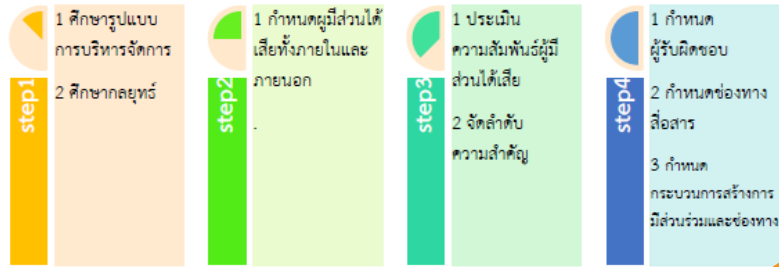 step1
1 ศึกษารูปแบบ
การบริหารจัดการ
2 ศึกษากลยุทธ์
step2
1 กำหนดผูมีส่วนได้
เสียทั้งภายในและ
ภายนอก
.
step3
1 ประเมิน
ความสัมพันธ์ผู้มี
ส่วนได้เสีย
2 จัดลำดับ
ความสำคัญ
step4
1 กำหนด
ผู้รับผิดชอบ
2 กำหนดช่องทาง
สื่อสาร
3 กำหนด
กระบวนการสร้างการ
มีส่วนร่วมและช่องทาง